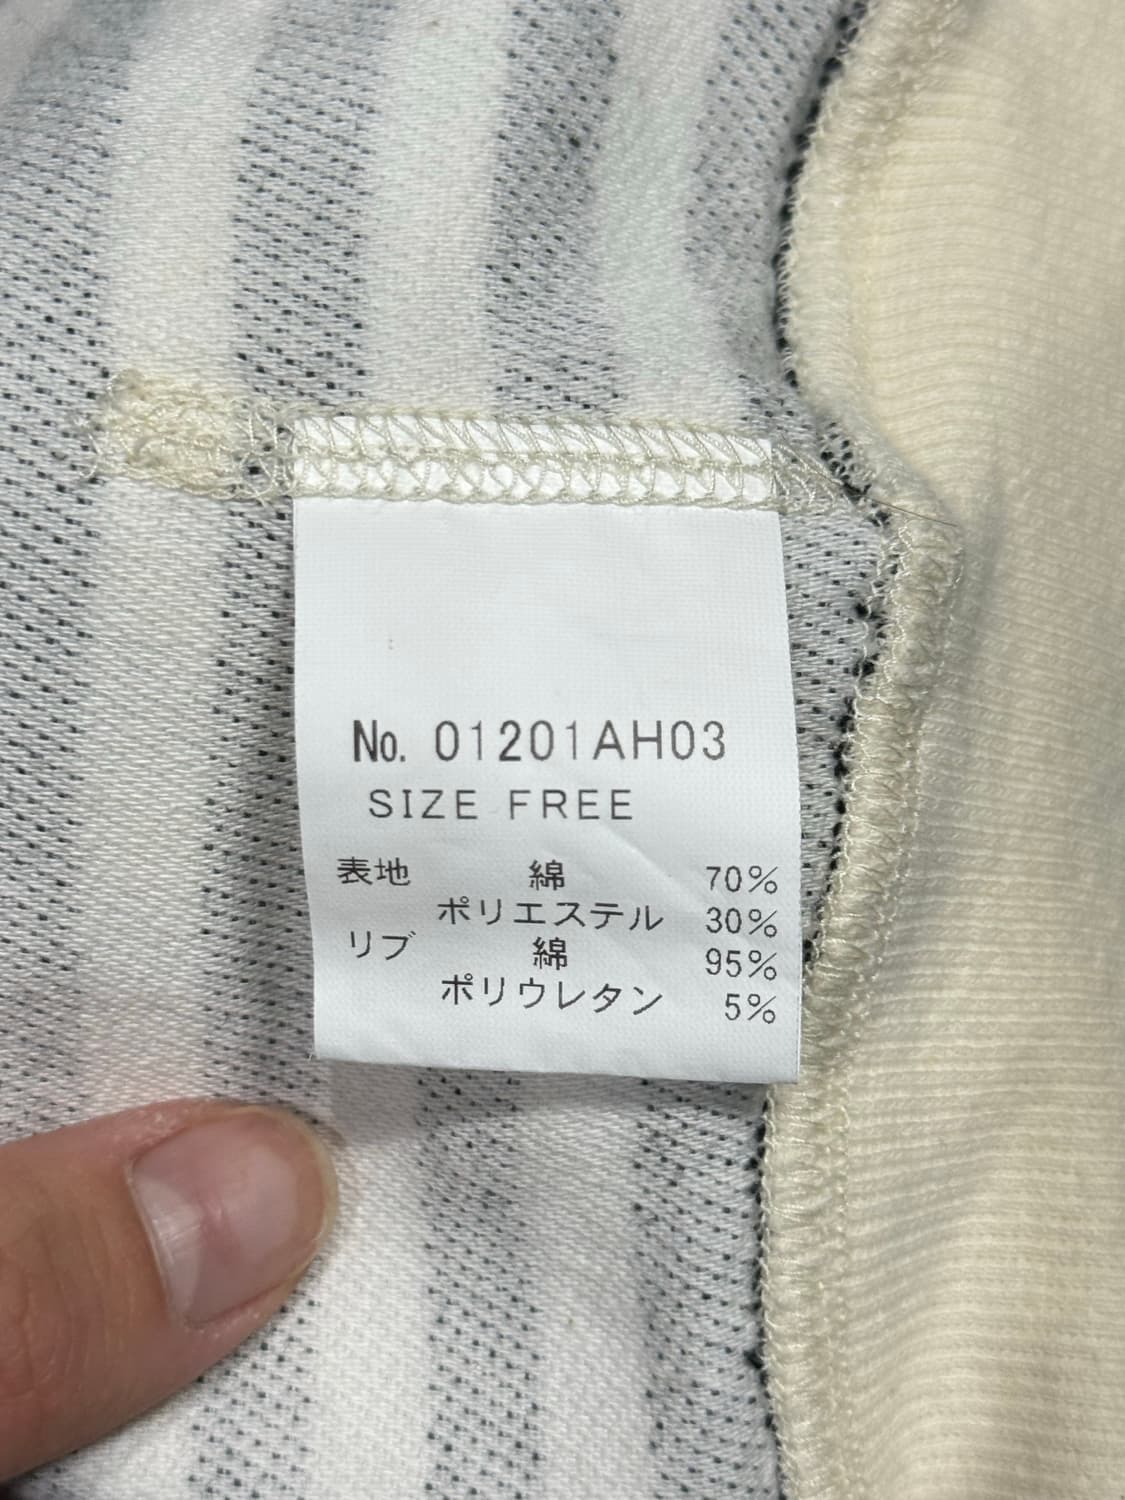 No. 01201AH03
SIZE FREE
表地 綿 70%
ポリエステル 30%
リブ 綿 95%
ポリウレタン 5%